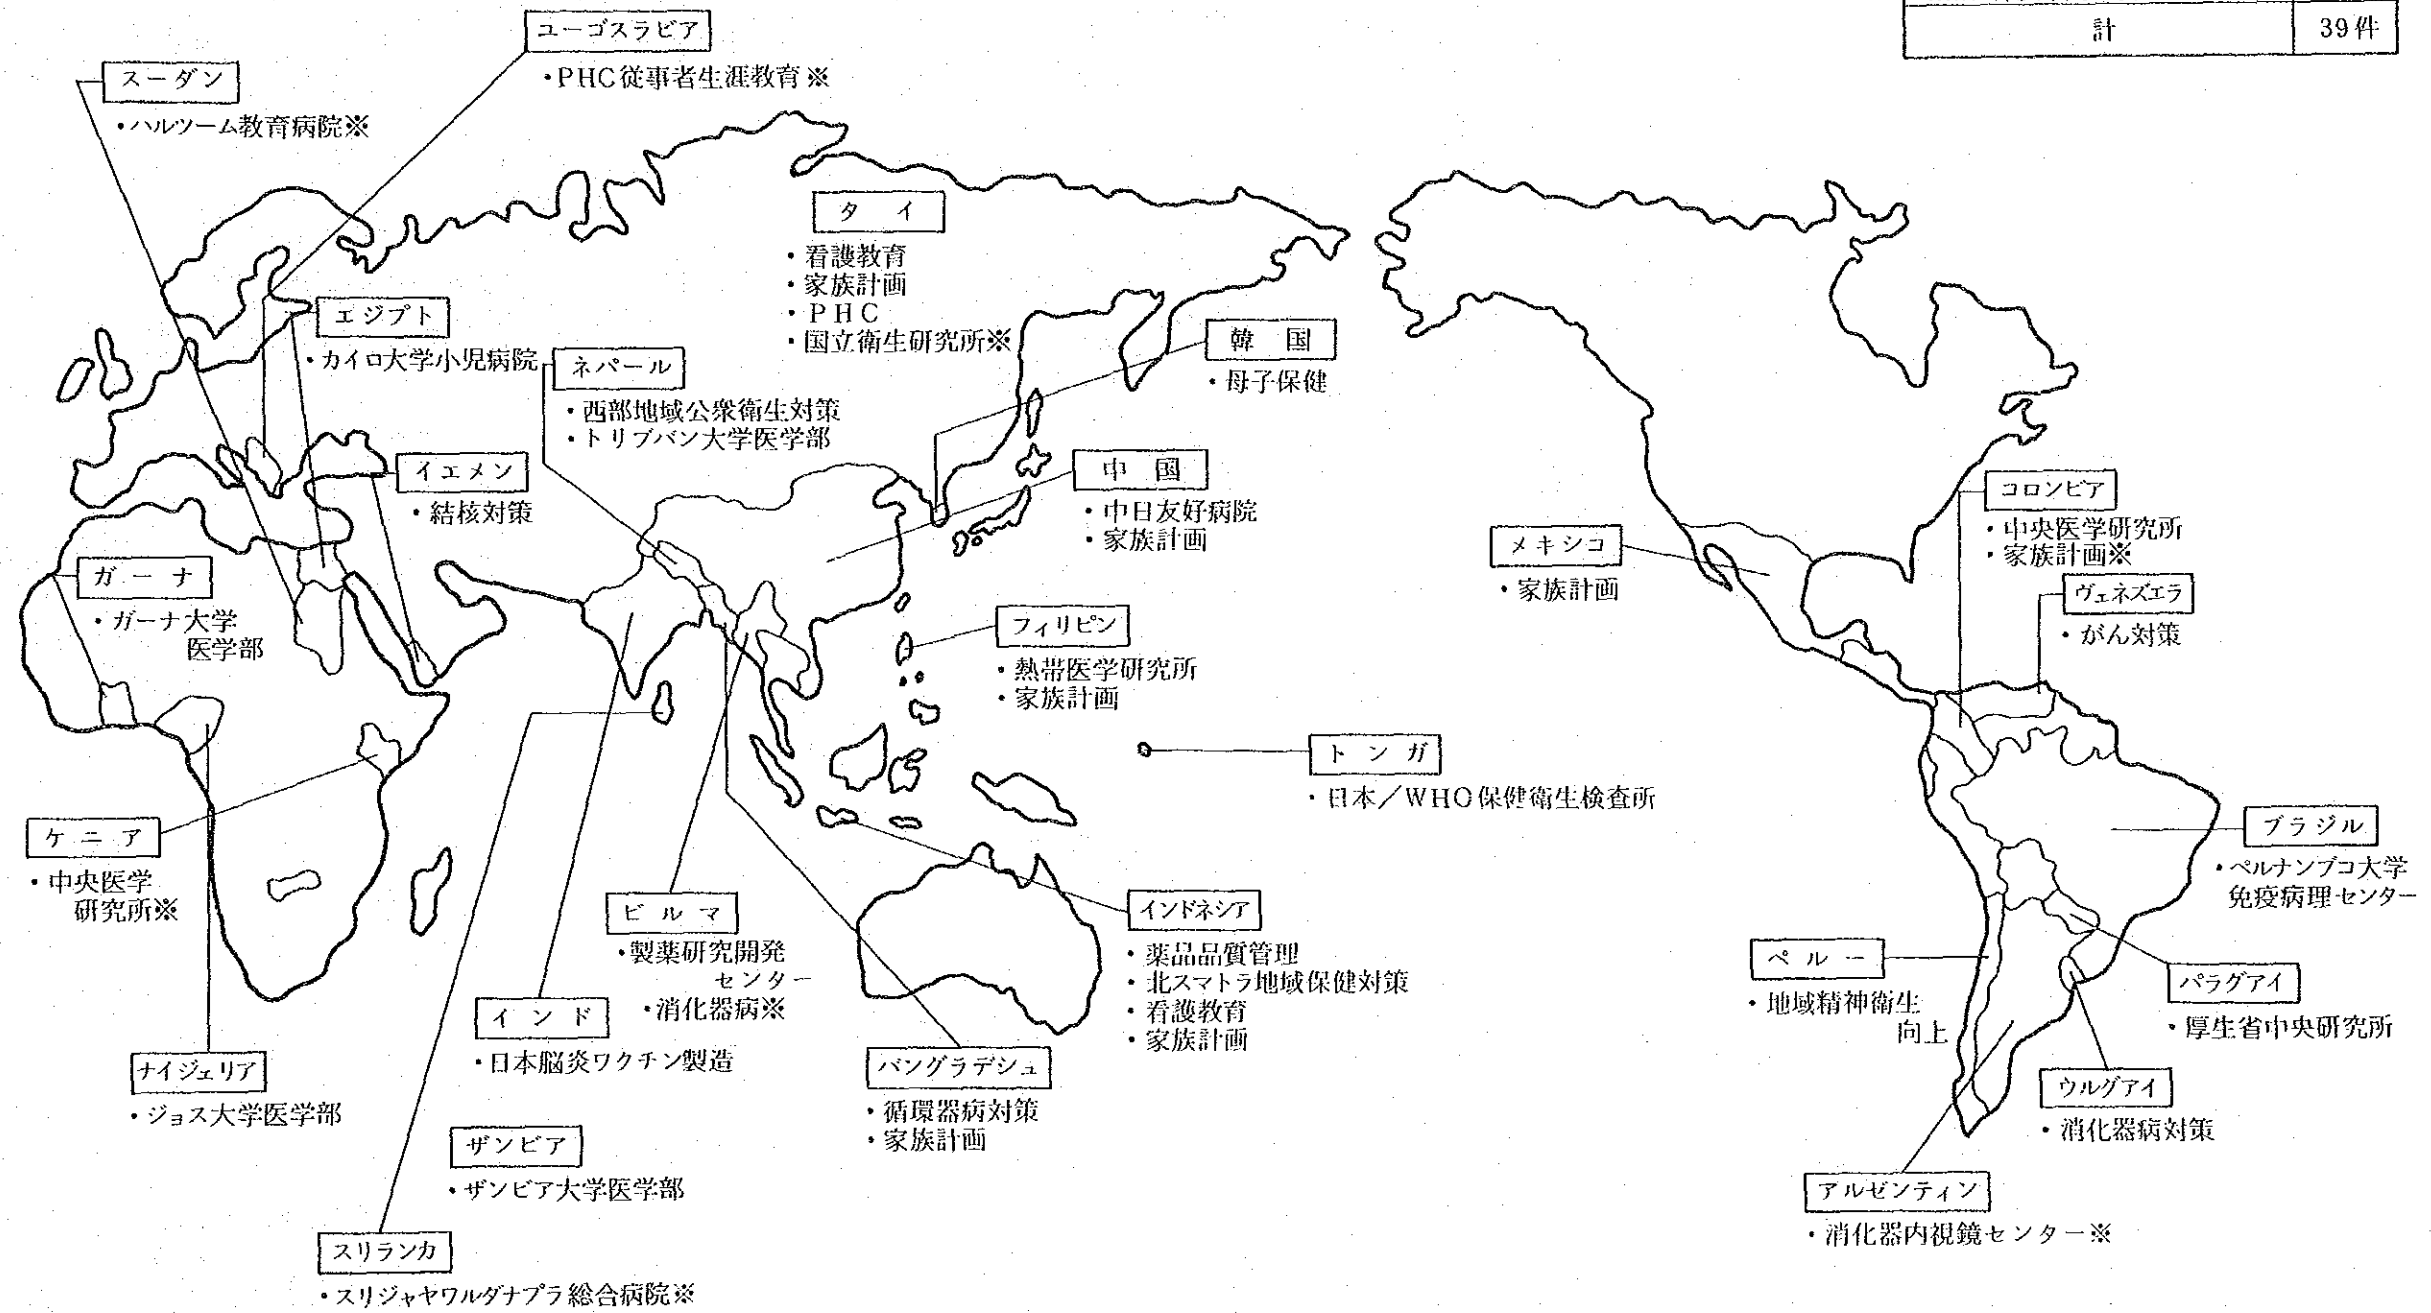 計 39件
ユーゴスラビア
・PHC従事者生涯教育※
スーダン
・ハルツーム教育病院※
タイ
・看護教育
・家族計画
・PHC
・国立衛生研究所※
エジプト
・カイロ大学小児病院
ネパール
・西部地域公衆衛生対策
・トリブバン大学医学部
韓国
・母子保健
イエメン
・結核対策
中国
・中日友好病院
・家族計画
コロンビア
・中央医学研究所
・家族計画※
メキシコ
・家族計画
ガーナ
・ガーナ大学
医学部
ヴェネズエラ
・がん対策
フィリピン
・熱帯医学研究所
・家族計画
トンガ
・日本/WHO保健衛生検査所
ケニア
・中央医学
研究所※
ブラジル
・ペルナンブコ大学
免疫病理センター
ビルマ
・製薬研究開発
センター
・消化器病※
インドネシア
・薬品品質管理
・北スマトラ地域保健対策
・看護教育
・家族計画
ペルー
・地域精神衛生
向上
パラグアイ
・厚生省中央研究所
インド
・日本脳炎ワクチン製造
ナイジェリア
・ジョス大学医学部
バングラデシュ
・循環器病対策
・家族計画
ウルグアイ
・消化器病対策
ザンビア
・ザンビア大学医学部
アルゼンティン
・消化器内視鏡センター※
スリランカ
・スリジャヤワルダナプラ総合病院※